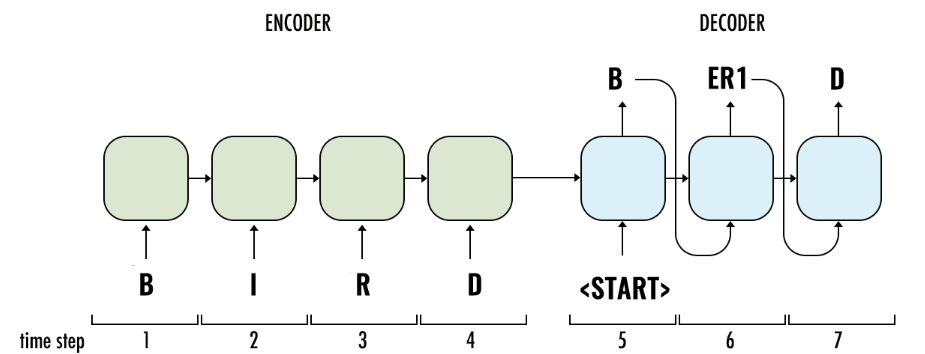 ENCODER DECODER
B ER1 D
B I R D <START>
time step 1 2 3 4 5 6 7